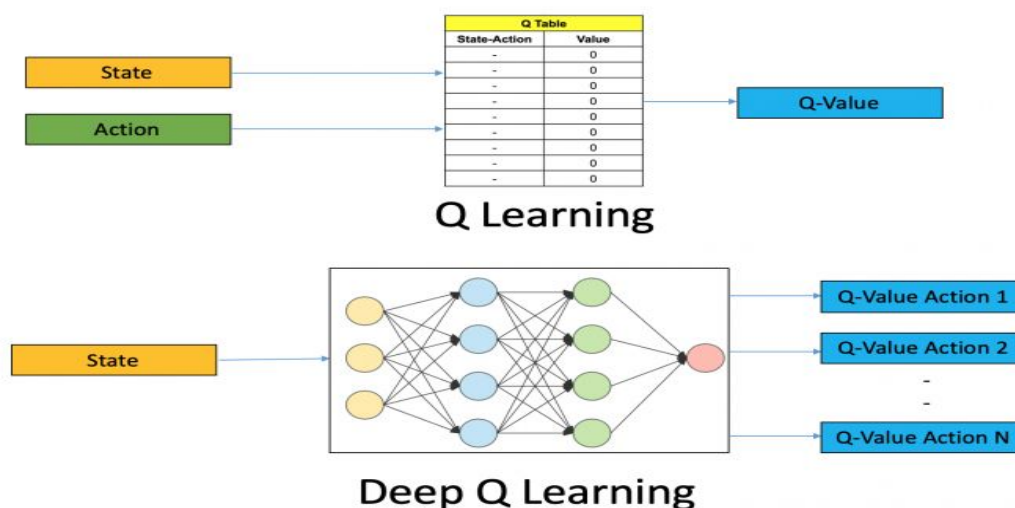 Q Table
State-Action Value
- 0
- 0
- 0
- 0
- 0
- 0
- 0
- 0
- 0
State
Action
Q-Value
Q Learning
State
Q-Value Action 1
Q-Value Action 2
-
-
Q-Value Action N
Deep Q Learning